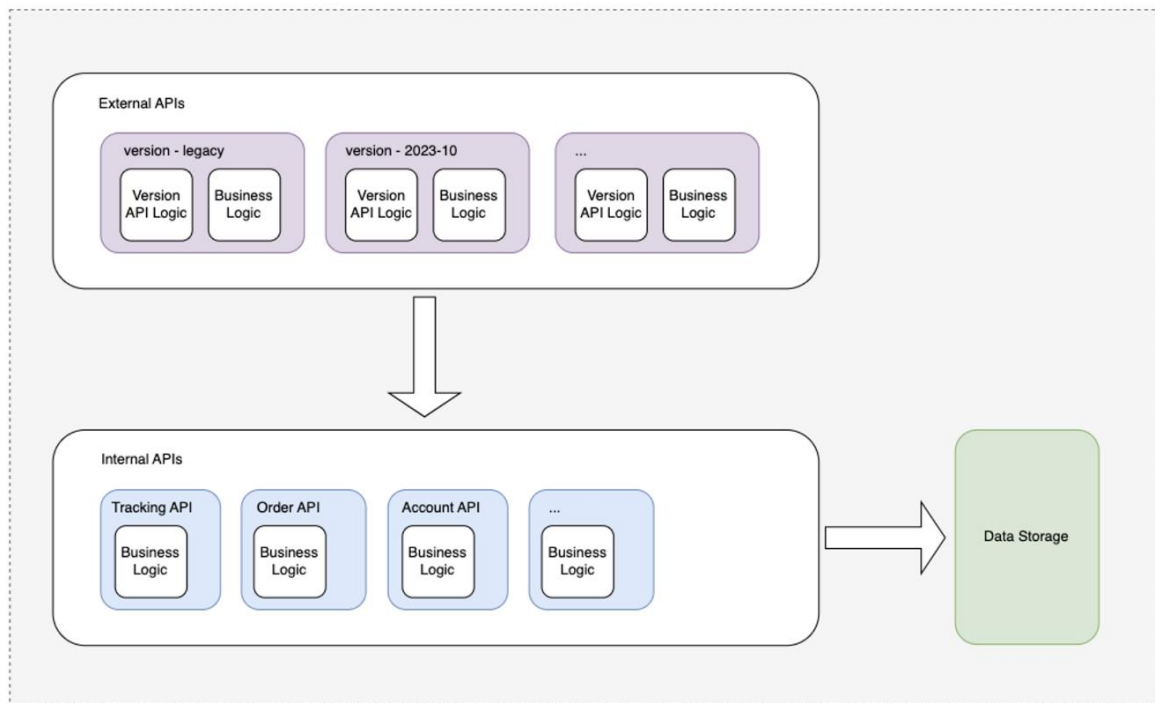 External APIs
version - legacy
Version
API Logic
Business
Logic
version - 2023-10
Version
API Logic
Business
Logic
...
Version
API Logic
Business
Logic
Internal APIs
Tracking API
Business
Logic
Order API
Business
Logic
Account API
Business
Logic
...
Business
Logic
Data Storage